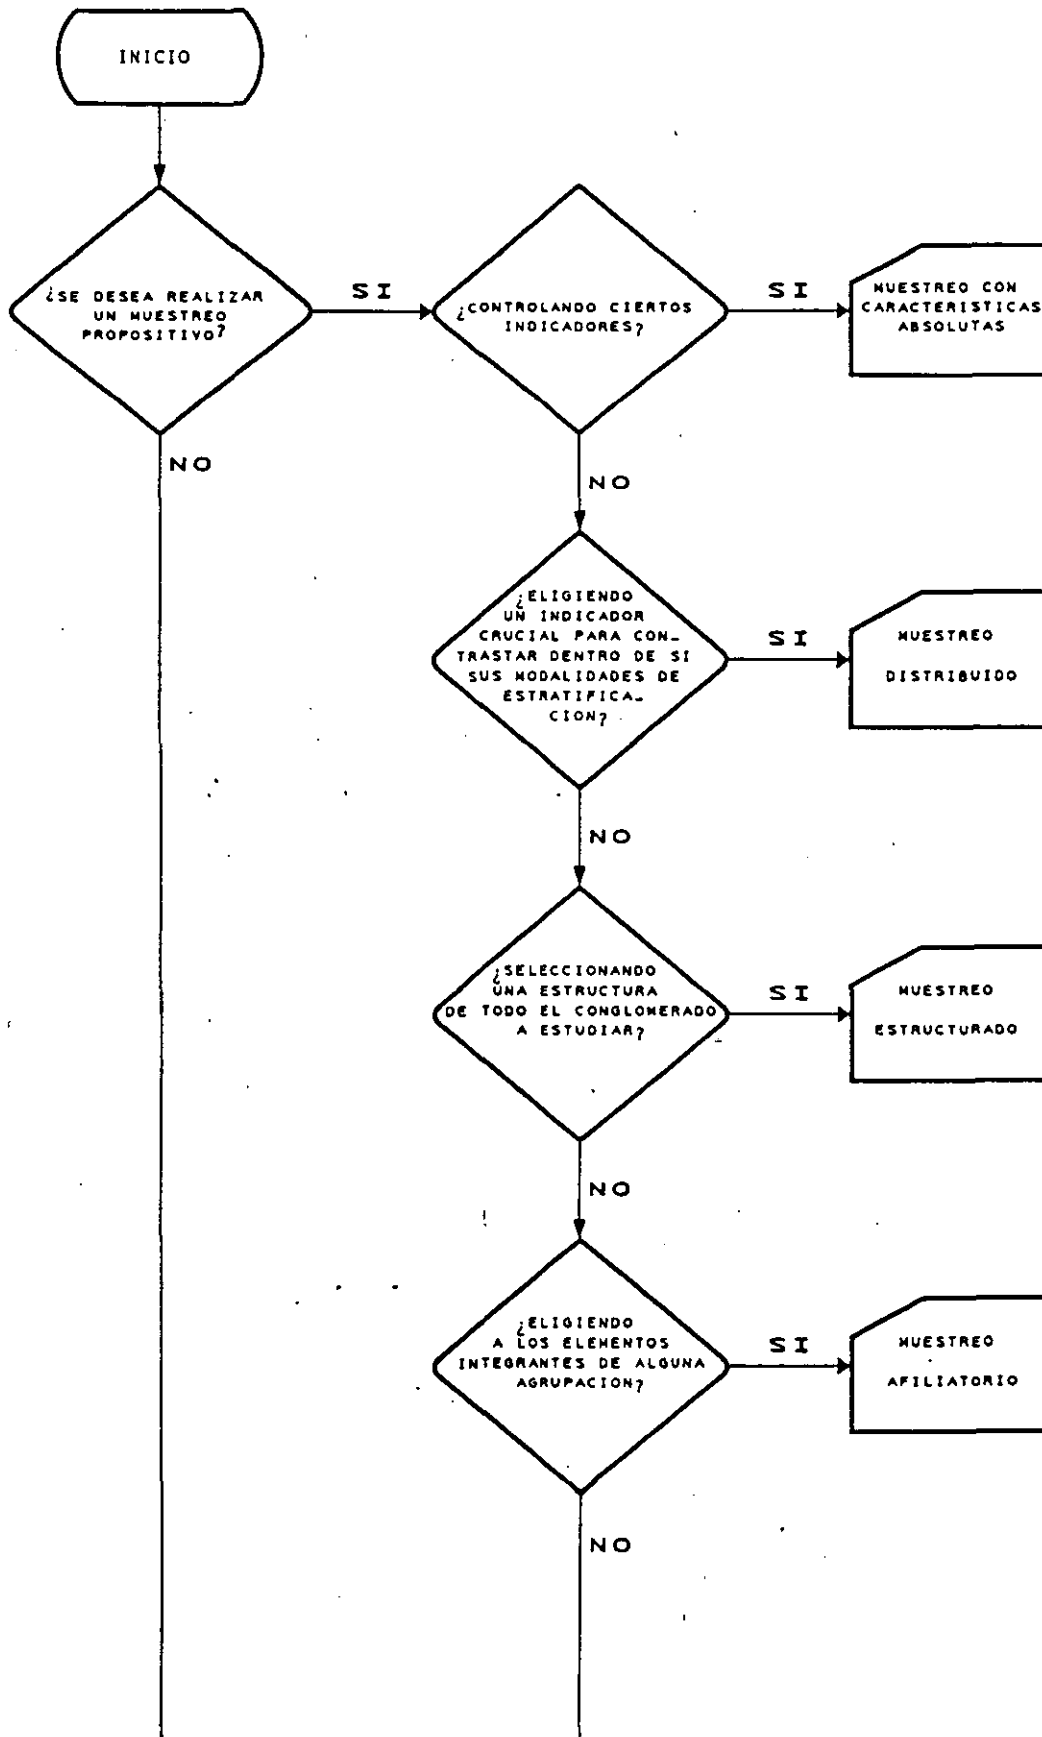 INICIO
¿SE DESEA REALIZAR
UN MUESTREO
PROPOSITIVO?
SI
NO
¿CONTROLANDO CIERTOS
INDICADORES?
SI
MUESTREO CON
CARACTERISTICAS
ABSOLUTAS
NO
¿ELIGIENDO
UN INDICADOR
CRUCIAL PARA CON_
TRASTAR DENTRO DE SI
SUS MODALIDADES DE
ESTRATIFICA_
CION?
SI
MUESTREO
DISTRIBUIDO
NO
¿SELECCIONANDO
UNA ESTRUCTURA
DE TODO EL CONGLOMERADO
A ESTUDIAR?
SI
MUESTREO
ESTRUCTURADO
NO
¿ELIGIENDO
A LOS ELEMENTOS
INTEGRANTES DE ALGUNA
AGRUPACION?
SI
MUESTREO
AFILIATORIO
NO